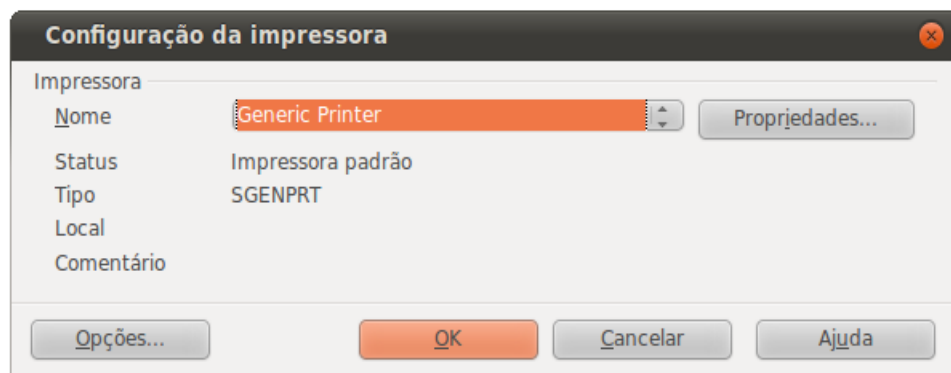 Configuração da impressora
Impressora
Nome Generic Printer Propriedades...
Status Impressora padrão
Tipo SGENPRT
Local
Comentário
Opções... OK Cancelar Ajuda